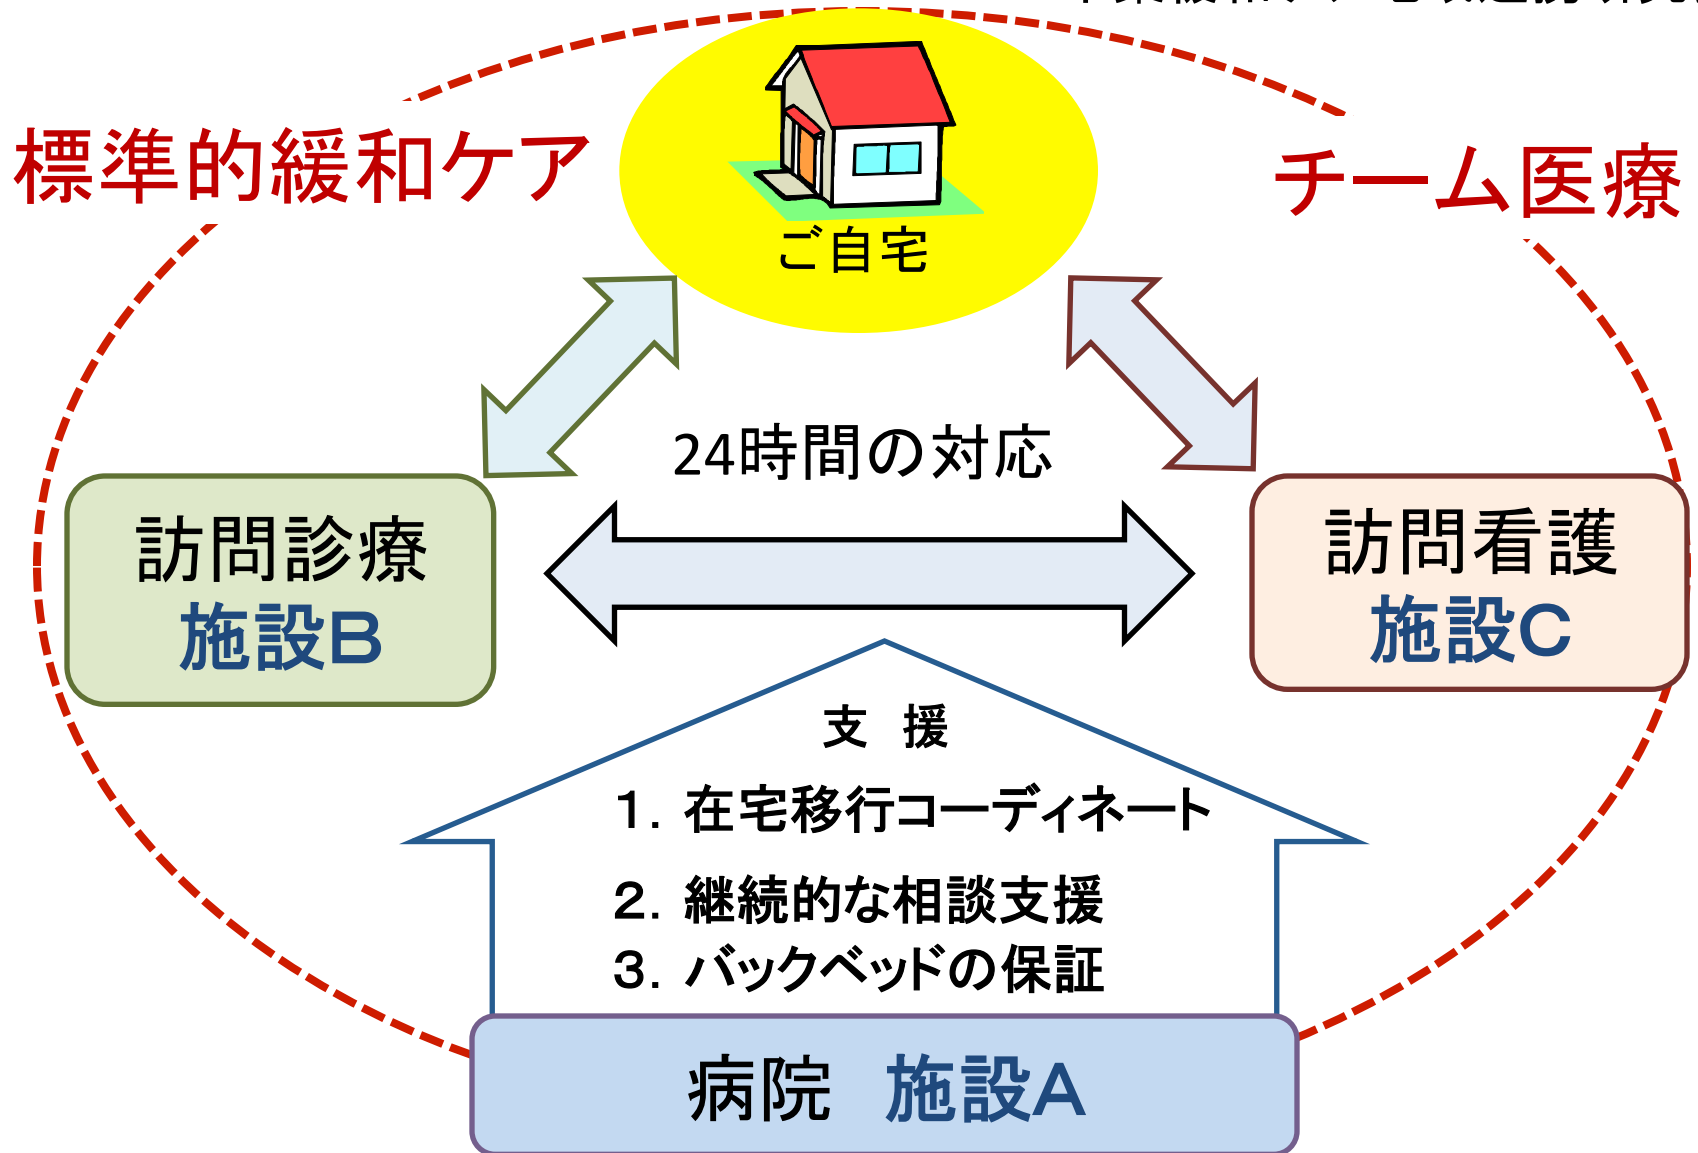 標準的緩和ケア
チーム医療
ご自宅
24時間の対応
訪問診療
施設B
訪問看護
施設C
支 援
1. 在宅移行コーディネート
2. 継続的な相談支援
3. バックベッドの保証
病院 施設A